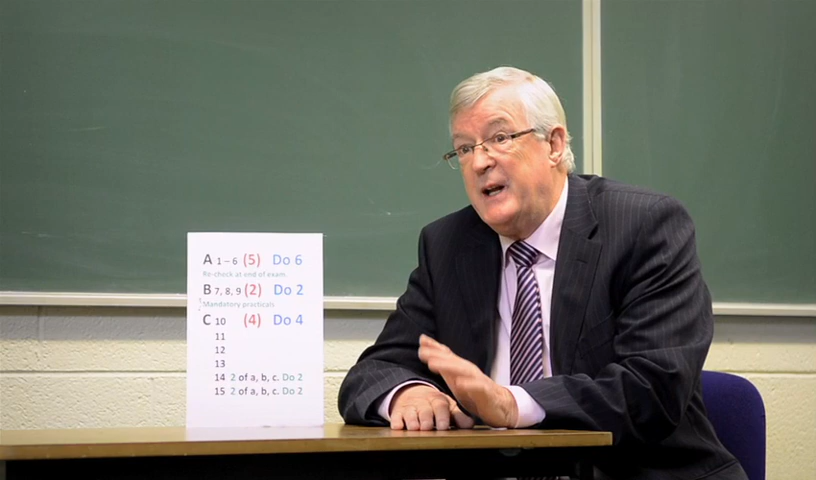 A 1 – 6 (5) Do 6
Re-check at end of exam.
B 7, 8, 9 (2) Do 2
Mandatory practicals
C 10 (4) Do 4
11
12
13
14 2 of a, b, c. Do 2
15 2 of a, b, c. Do 2